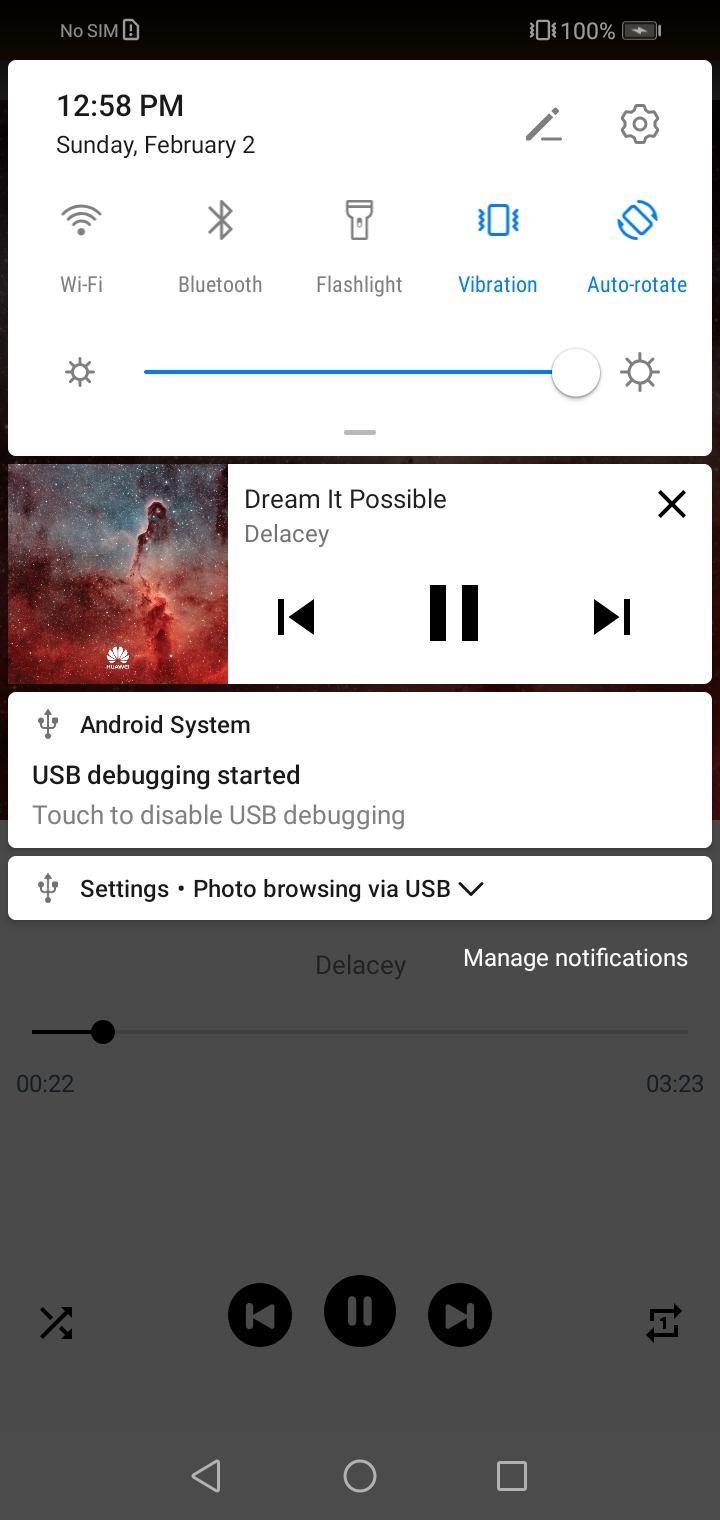 No SIM
100%
12:58 PM
Sunday, February 2
Wi-Fi
Bluetooth
Flashlight
Vibration
Auto-rotate
Dream It Possible
Delacey
HUAWEI
Android System
USB debugging started
Touch to disable USB debugging
Settings • Photo browsing via USB
Delacey
Manage notifications
00:22
03:23
1